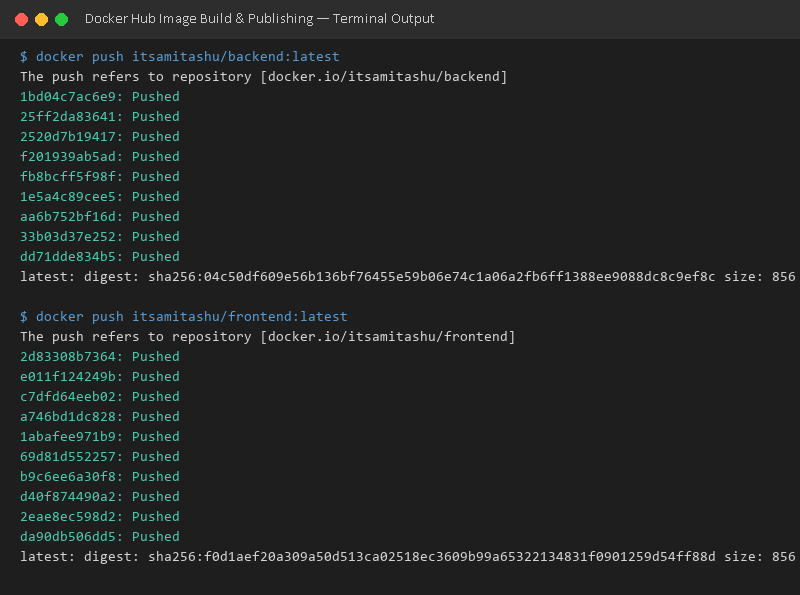 Docker Hub Image Build & Publishing — Terminal Output
$ docker push itsamitashu/backend:latest
The push refers to repository [docker.io/itsamitashu/backend]
1bd04c7ac6e9: Pushed
25ff2da83641: Pushed
2520d7b19417: Pushed
f201939ab5ad: Pushed
fb8bcff5f98f: Pushed
1e5a4c89cee5: Pushed
aa6b752bf16d: Pushed
33b03d37e252: Pushed
dd71dde834b5: Pushed
latest: digest: sha256:04c50df609e56b136bf76455e59b06e74c1a06a2fb6ff1388ee9088dc8c9ef8c size: 856
$ docker push itsamitashu/frontend:latest
The push refers to repository [docker.io/itsamitashu/frontend]
2d83308b7364: Pushed
e011f124249b: Pushed
c7dfd64eeb02: Pushed
a746bd1dc828: Pushed
1abafee971b9: Pushed
69d81d552257: Pushed
b9c6ee6a30f8: Pushed
d40f874490a2: Pushed
2eae8ec598d2: Pushed
da90db506dd5: Pushed
latest: digest: sha256:f0d1aef20a309a50d513ca02518ec3609b99a65322134831f0901259d54ff88d size: 856